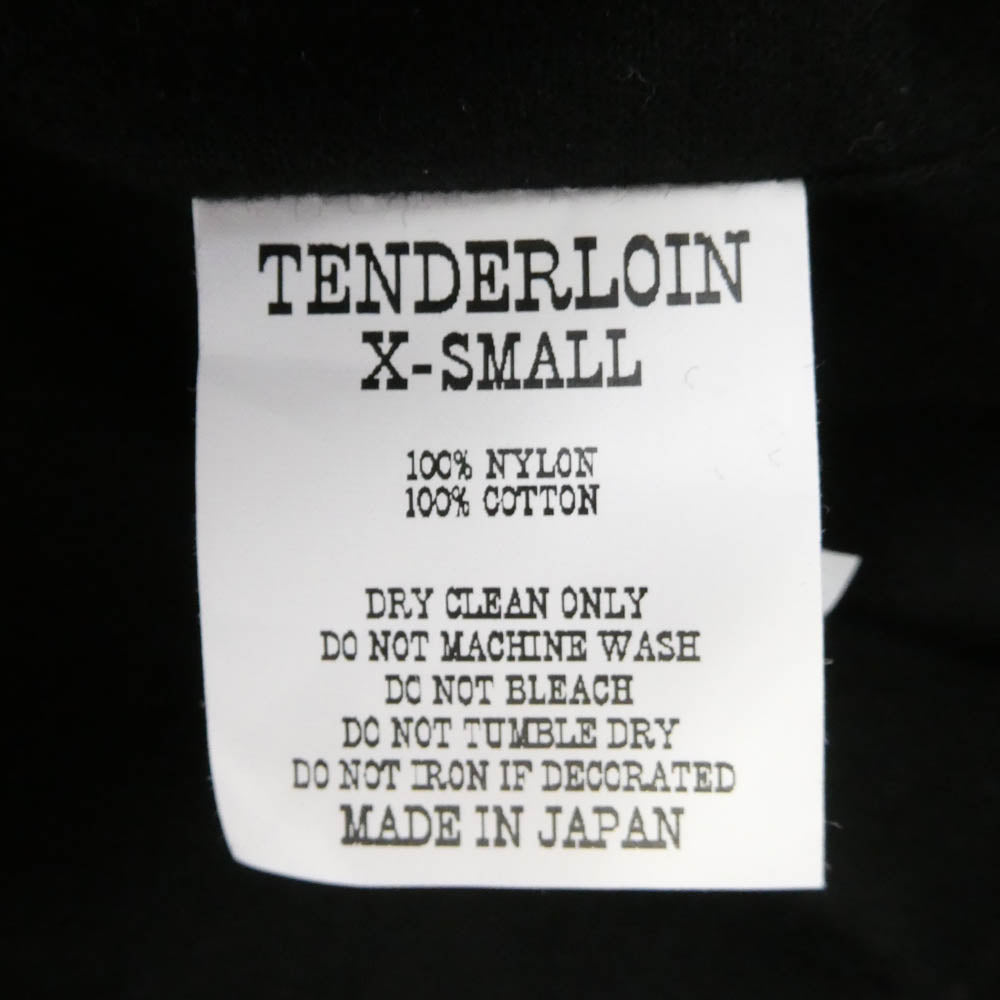 TENDERLOIN
X-SMALL
100% NYLON
100% COTTON
DRY CLEAN ONLY
DO NOT MACHINE WASH
DO NOT BLEACH
DO NOT TUMBLE DRY
DO NOT IRON IF DECORATED
MADE IN JAPAN